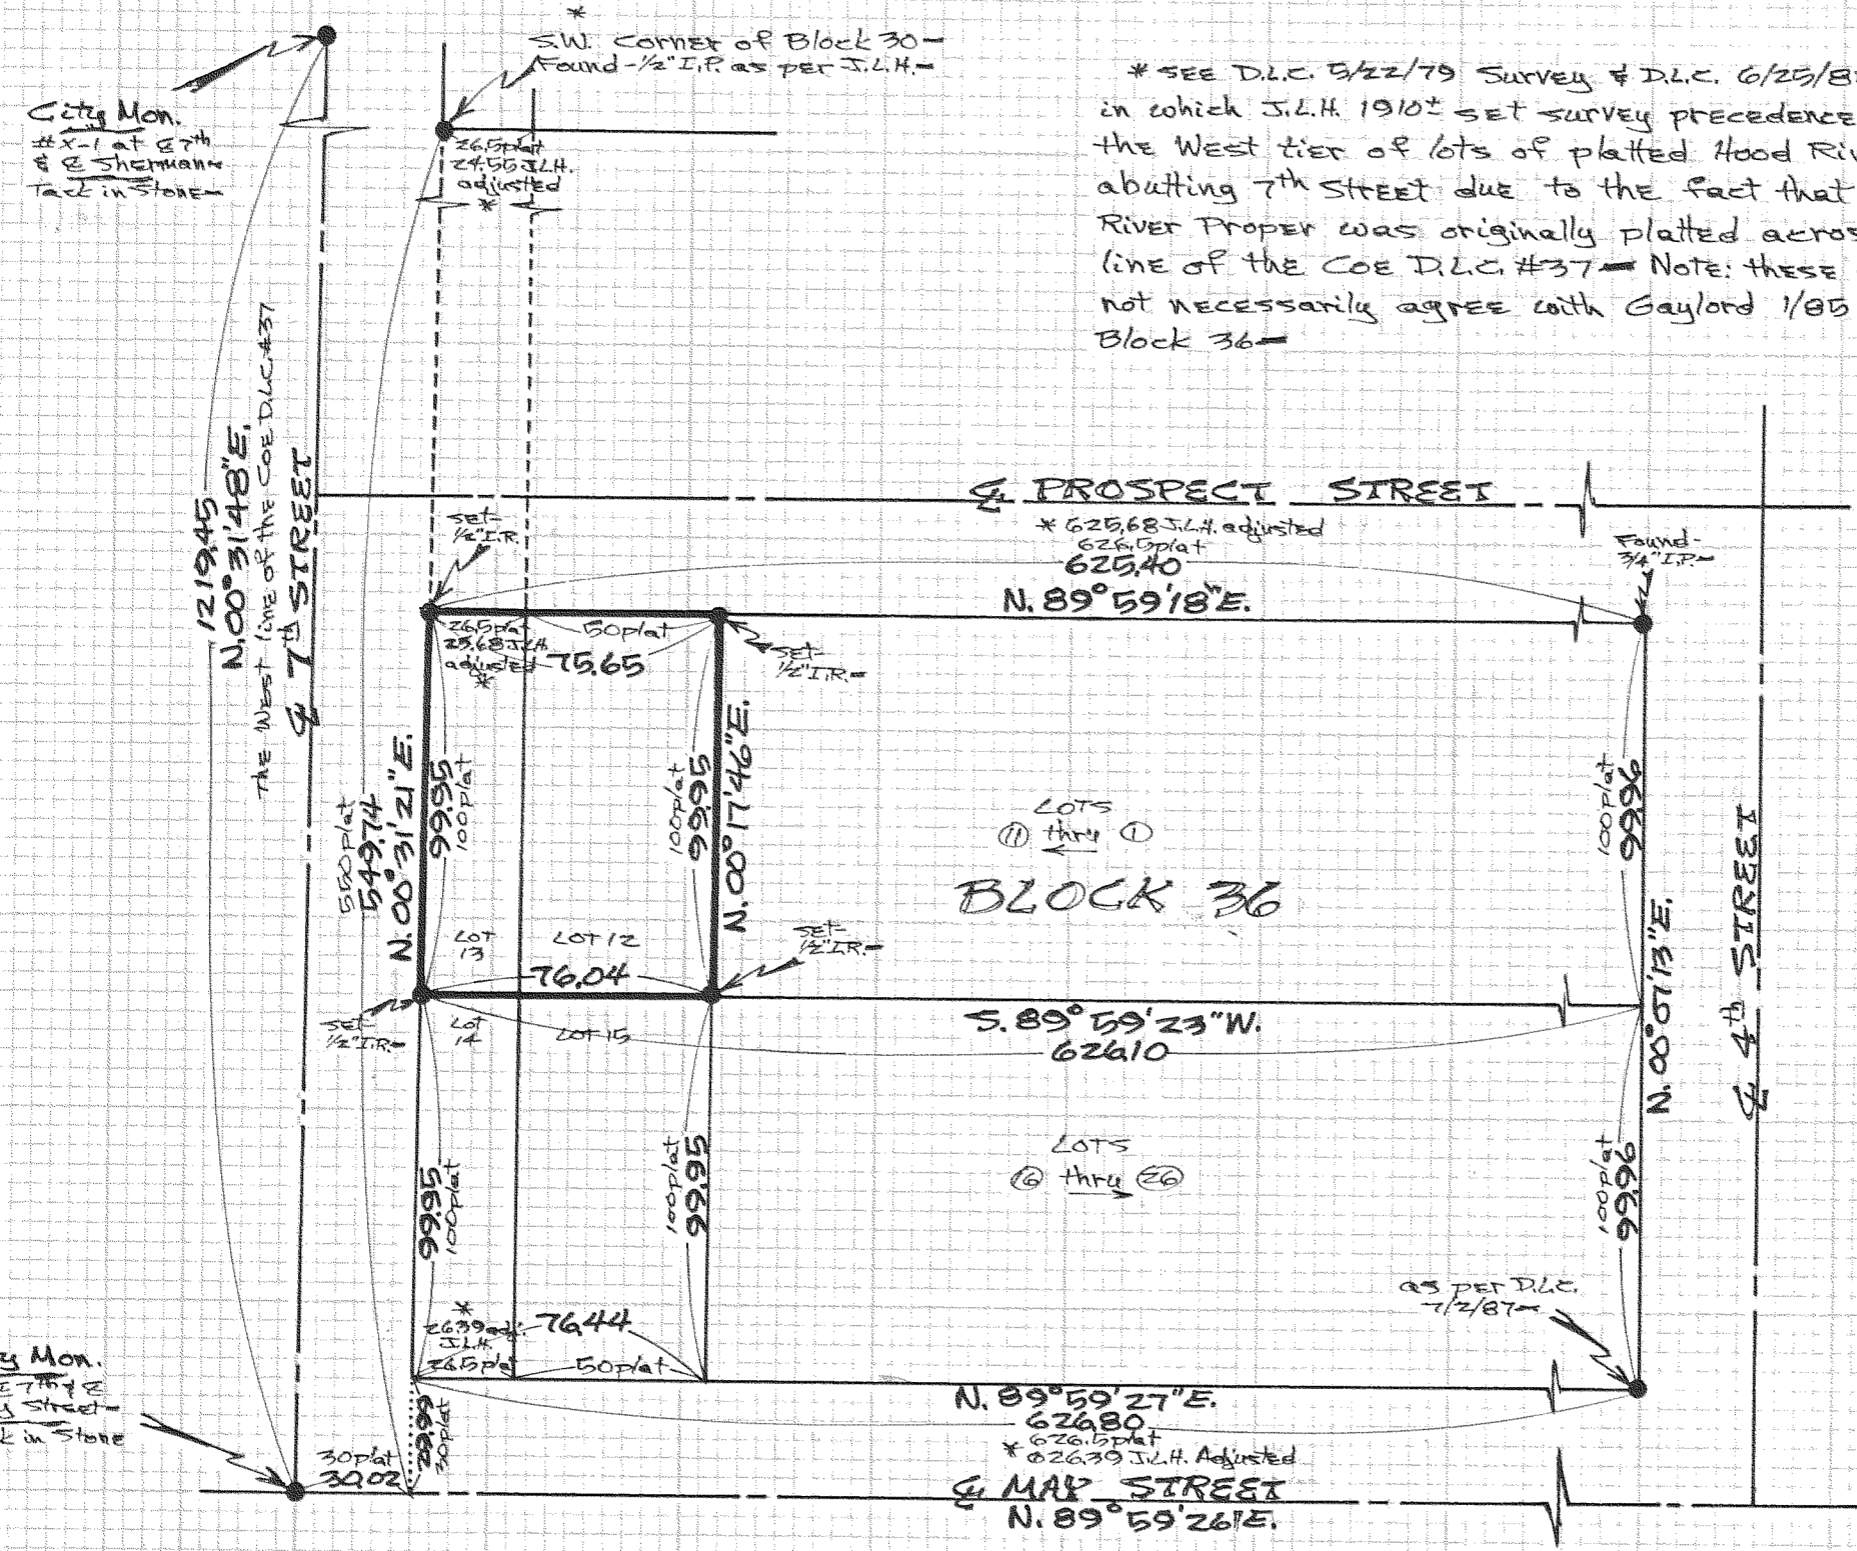 *
S.W. Corner of Block 30-
Found-1/2" I.P. as per J.L.H.-
* SEE D.L.C. 5/22/79 Survey & D.L.C. 6/25/8
in which J.L.H. 1910± set survey precedence
the West tier of lots of platted Hood Riv
abutting 7th Street due to the fact that
River Proper was originally platted acros
line of the COE D.L.C. #37- Note: these
not necessarily agree with Gaylord 1/85
Block 36-
City Mon.
#X-1 at ℄ 7th
& ℄ Sherman-
Tack in Stone-
26.5 plat
24.55 J.L.H.
adjusted
*
1219.45
N.00°31'48"E.
The West line of the COE D.L.C. #37
℄ 7th STREET
℄ PROSPECT STREET
* 625.68 J.L.H. adjusted
626.5 plat
625.40
N. 89°59'18"E.
SET-
1/2" I.R.
Found-
3/4" I.P.-
26.5 plat
25.68 J.L.H.
adjusted
*
50 plat
75.65
SET-
1/2" I.R.-
550 plat
549.74
N.00°31'21"E.
99.95
100 plat
100 plat
99.95
N.00°17'46"E.
LOTS
11 thru 1
BLOCK 36
100 plat
99.96
N.00°01'13"E.
℄ 4th STREET
LOT
13
LOT 12
76.04
SET-
1/2" I.R.-
SET-
1/2" I.R.-
LOT
14
LOT 15
S. 89°59'23"W.
626.10
LOTS
16 thru 26
99.95
100 plat
100 plat
99.95
100 plat
99.96
as per D.L.C.
7/2/87-
*
26.39 adj.
J.L.H.
26.5 plat
76.44
50 plat
N. 89°59'27"E.
626.80
626.5 plat
* 626.39 J.L.H. Adjusted
y Mon.
℄ 7th & ℄
y Street-
k in Stone
30 plat
30.02
30 plat
℄ MAY STREET
N. 89°59'26"E.